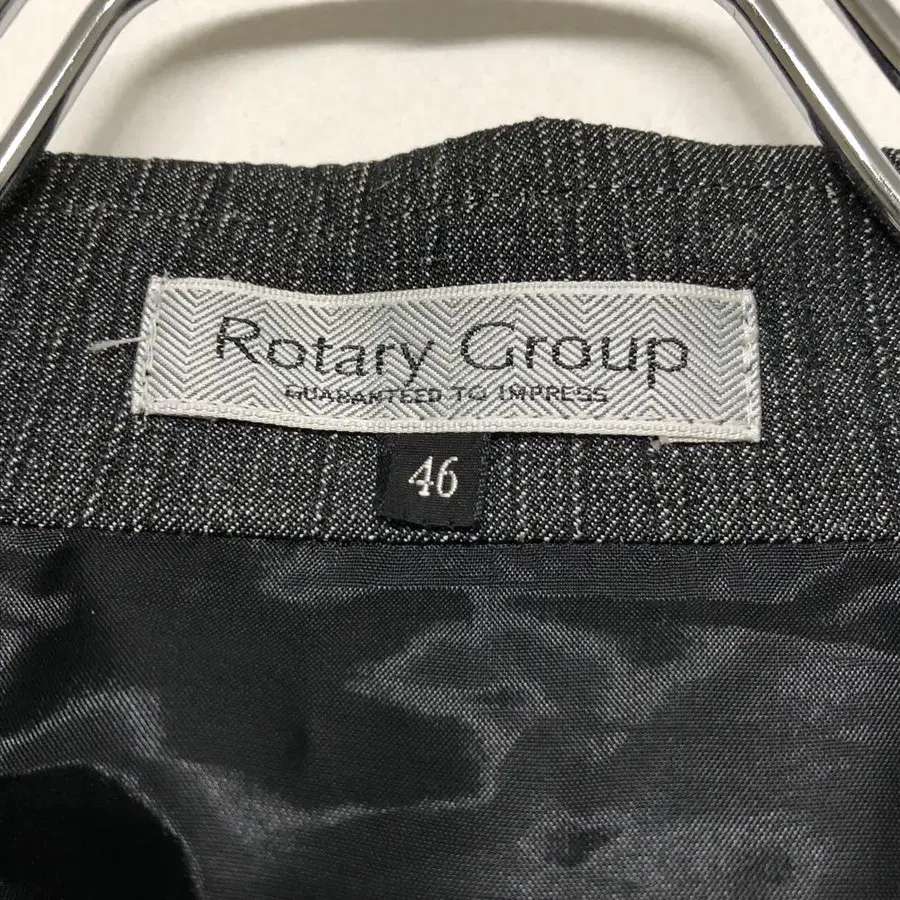 Rotary Group
GUARANTEED TO IMPRESS
46